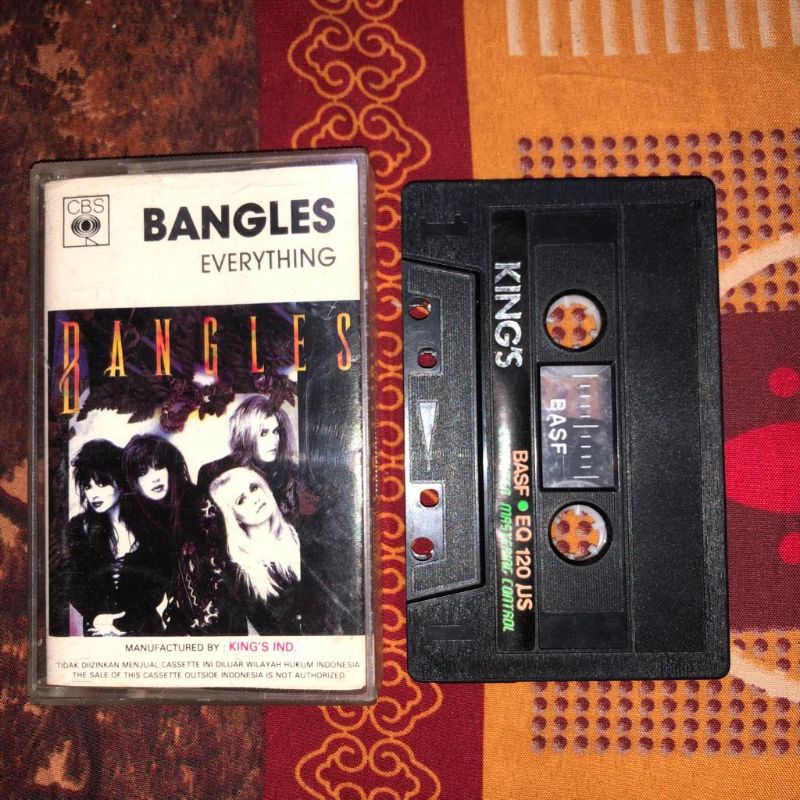 CBS
BANGLES
EVERYTHING
BANGLES
MANUFACTURED BY : KING'S IND.
TIDAK DIIZINKAN MENJUAL CASSETTE INI DILUAR WILAYAH HUKUM INDONESIA
THE SALE OF THIS CASSETTE OUTSIDE INDONESIA IS NOT AUTHORIZED.
KING'S
BASF • EQ 120 µS
MASTERING CONTROL
BASF